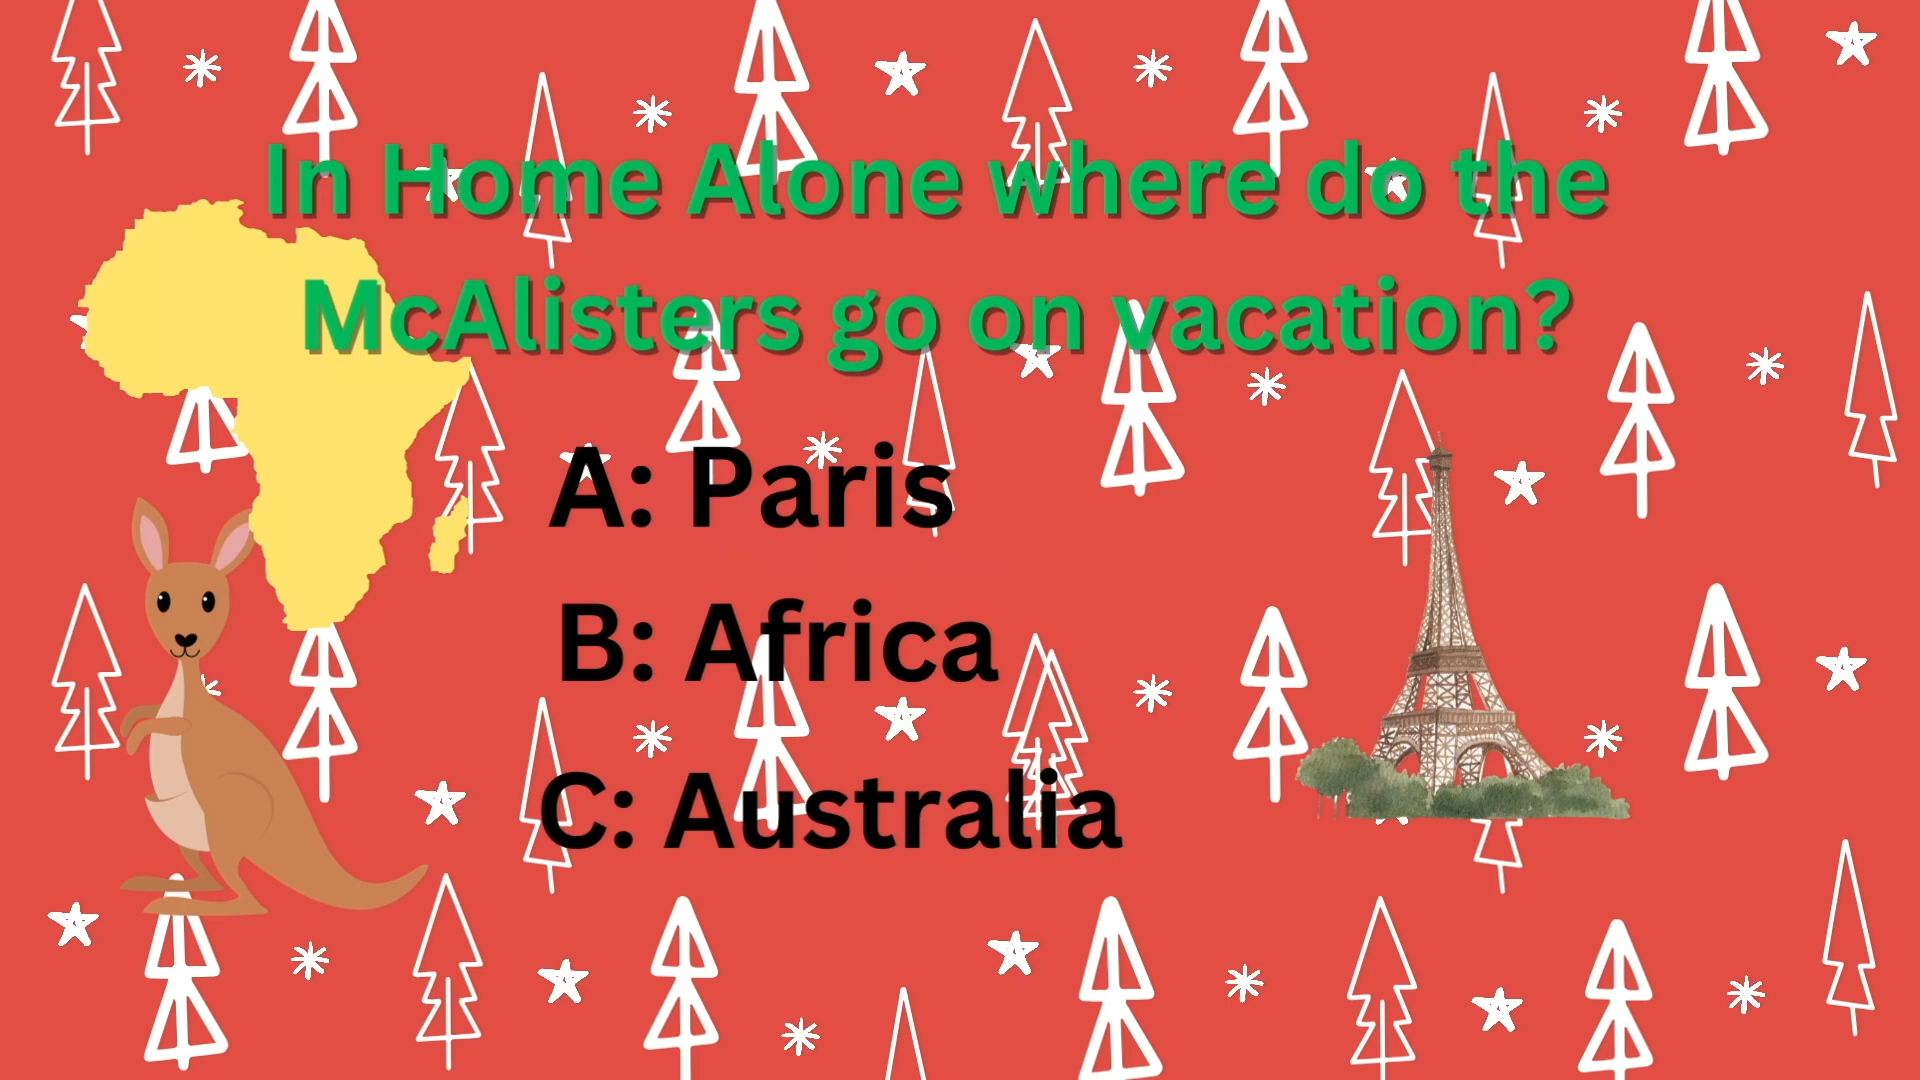 In Home Alone where do the
McAlisters go on vacation?
A: Paris
B: Africa
C: Australia